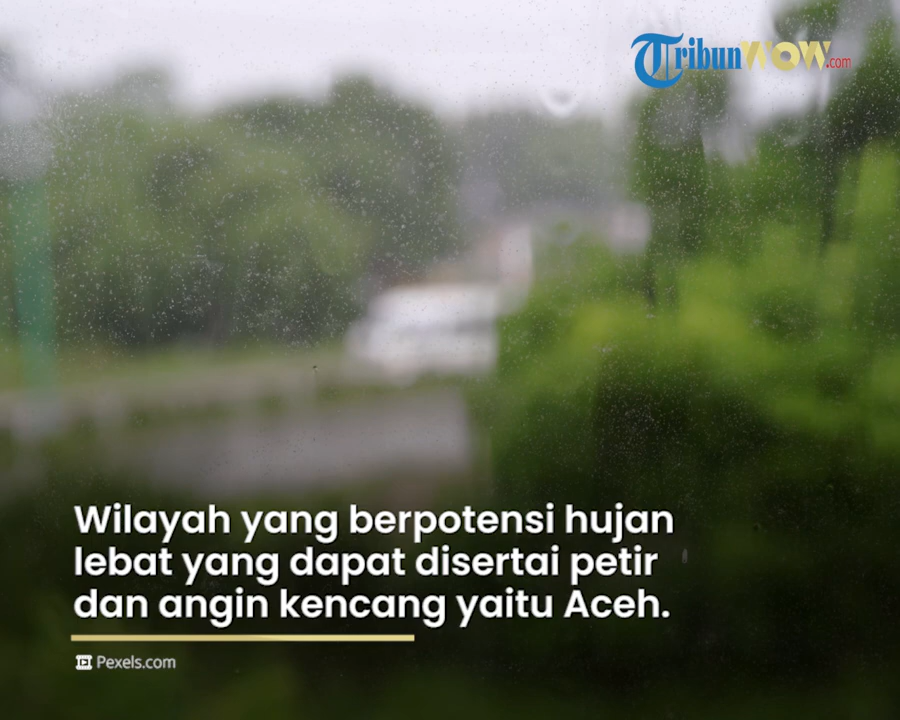 TribunWOW.com
Wilayah yang berpotensi hujan
lebat yang dapat disertai petir
dan angin kencang yaitu Aceh.
Pexels.com